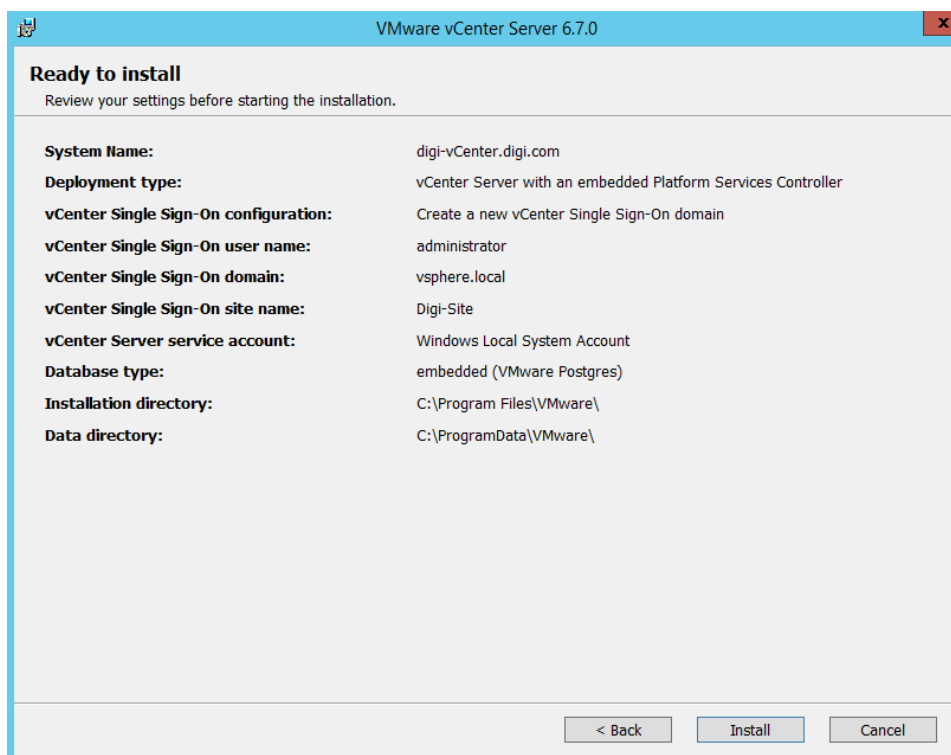 VMware vCenter Server 6.7.0
x
Ready to install
Review your settings before starting the installation.
System Name: digi-vCenter.digi.com
Deployment type: vCenter Server with an embedded Platform Services Controller
vCenter Single Sign-On configuration: Create a new vCenter Single Sign-On domain
vCenter Single Sign-On user name: administrator
vCenter Single Sign-On domain: vsphere.local
vCenter Single Sign-On site name: Digi-Site
vCenter Server service account: Windows Local System Account
Database type: embedded (VMware Postgres)
Installation directory: C:\Program Files\VMware\
Data directory: C:\ProgramData\VMware\
< Back Install Cancel